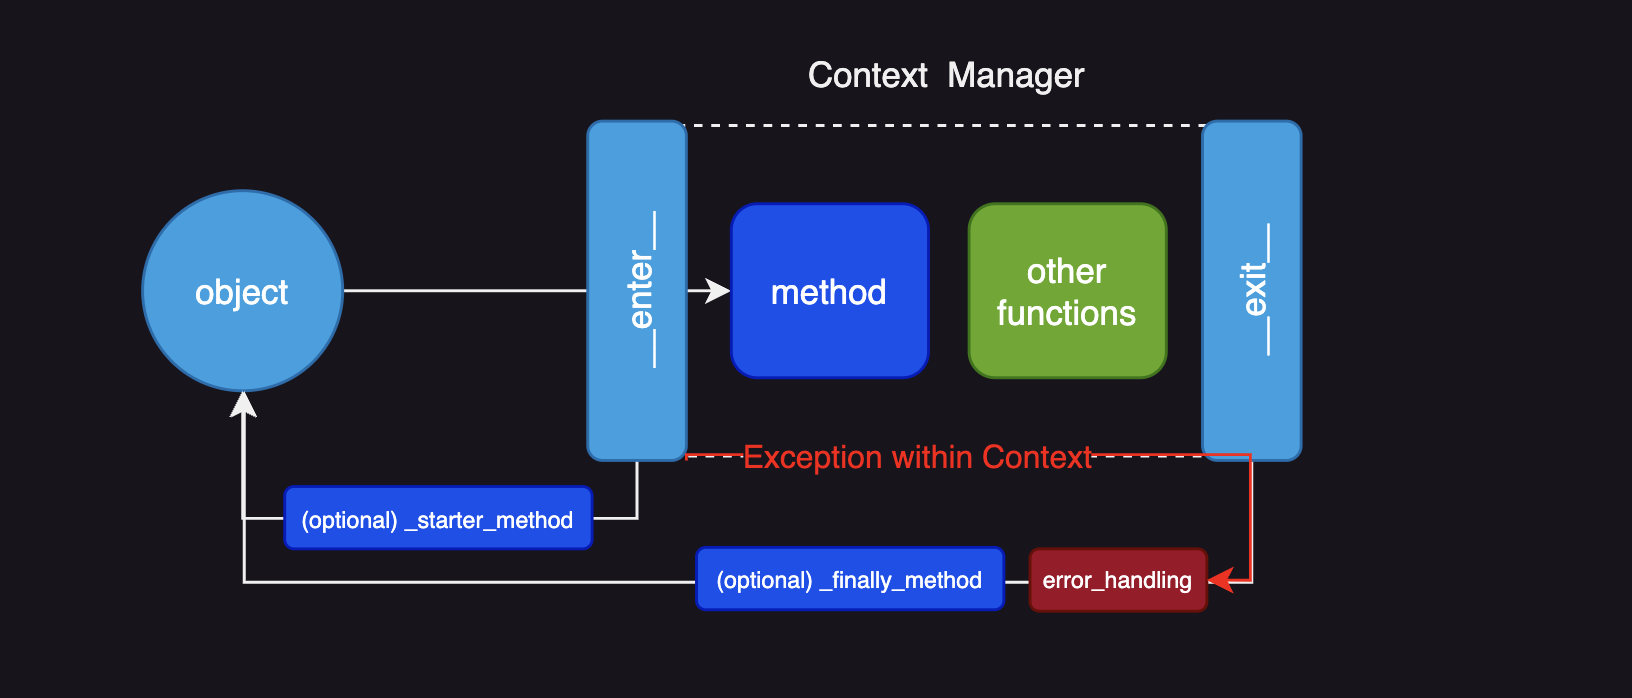 Context Manager
object
__enter__
method
other
functions
__exit__
Exception within Context
(optional) _starter_method
(optional) _finally_method
error_handling